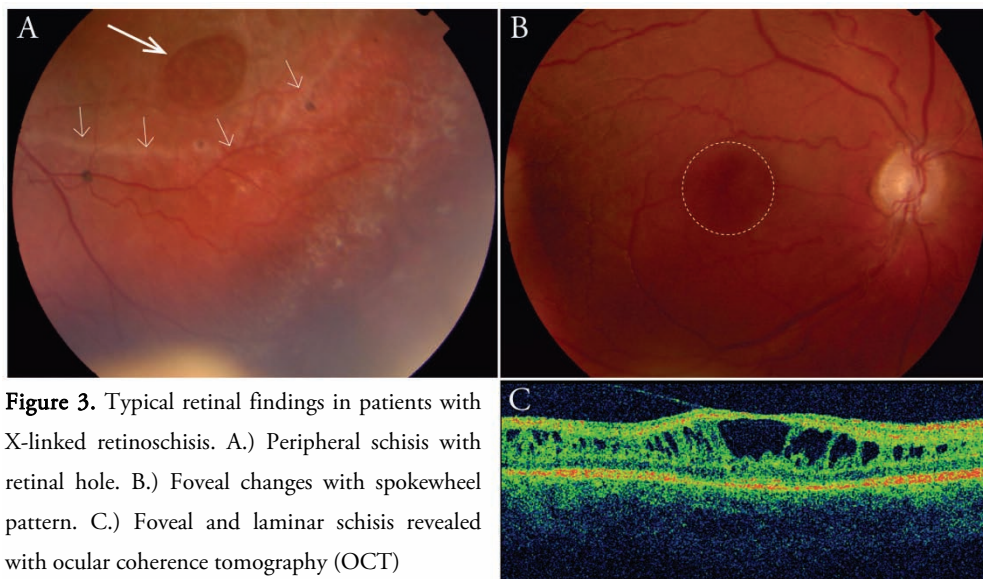 A
B
Figure 3. Typical retinal findings in patients with
X-linked retinoschisis. A.) Peripheral schisis with
retinal hole. B.) Foveal changes with spokewheel
pattern. C.) Foveal and laminar schisis revealed
with ocular coherence tomography (OCT)
C